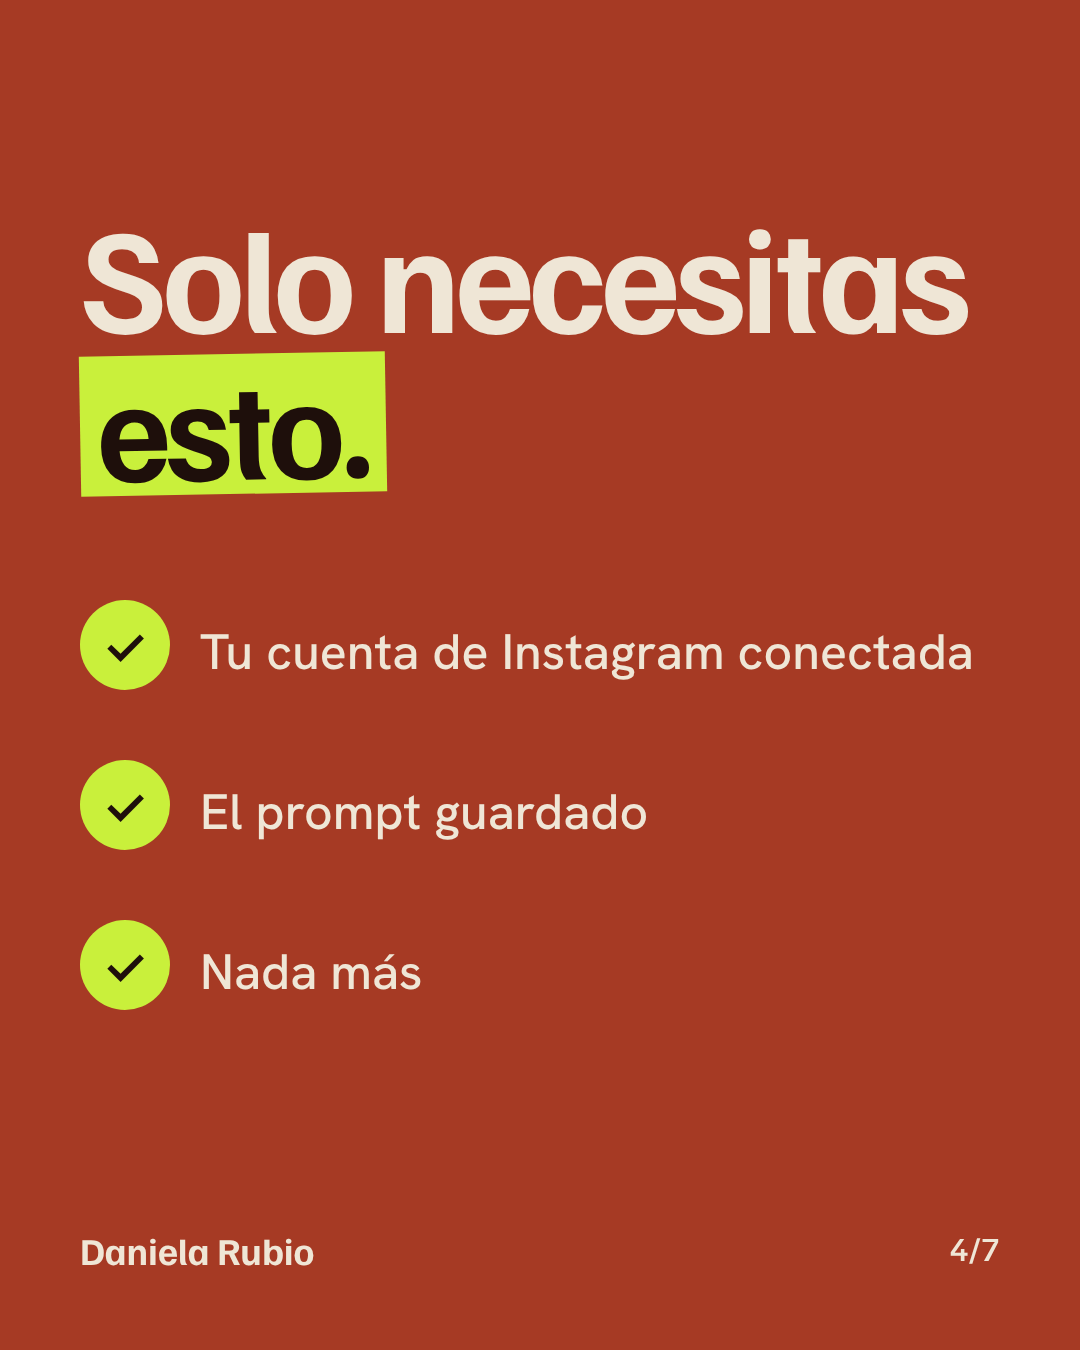 Solo necesitas
esto.
Tu cuenta de Instagram conectada
El prompt guardado
Nada más
Daniela Rubio
4/7